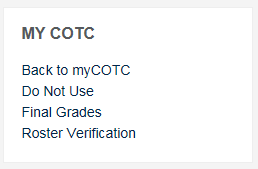 MY COTC
Back to myCOTC
Do Not Use
Final Grades
Roster Verification